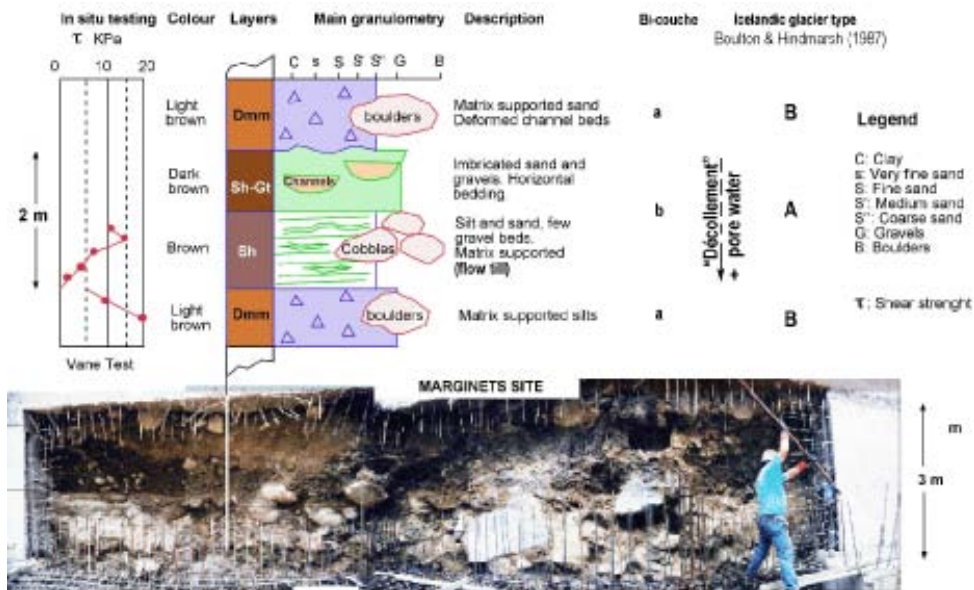 In situ testing
Colour
Layers
Main granulometry
Description
Bi-couche
Icelandic glacier type
τ KPa
Boulton & Hindmarsh (1987)
0 10 20
C s S S' S" G B
Light
brown
Dmm
boulders
Matrix supported sand
Deformed channel beds
a
B
Legend
2 m
Dark
brown
Sh-Gt
Channels
Imbricated sand and
gravels. Horizontal
bedding
"Décollement"
+ pore water
C: Clay
s: Very fine sand
S: Fine sand
S': Medium sand
S": Coarse sand
G: Gravels
B: Boulders
b
A
Brown
Sh
Cobbles
Silt and sand, few
gravel beds.
Matrix supported
(flow till)
τ: Shear strenght
Light
brown
Dmm
boulders
Matrix supported silts
a
B
Vane Test
MARGINETS SITE
m
3 m